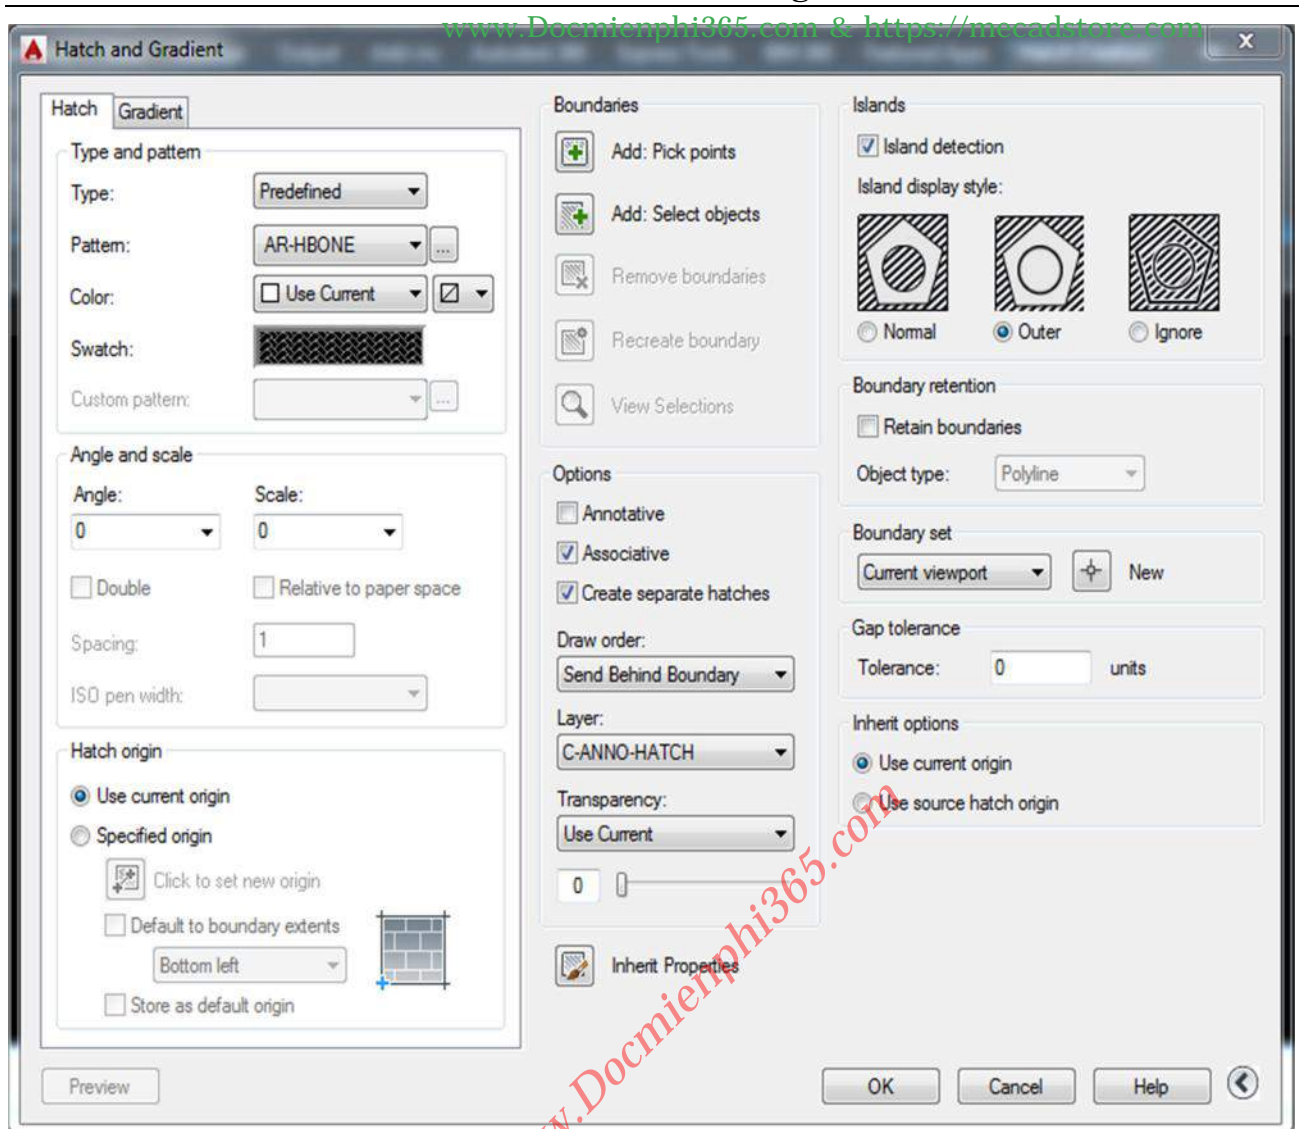 www.Docmienphi365.com & https://mecadstore.com
Hatch and Gradient
X
Hatch
Gradient
Type and pattern
Type:
Predefined
Pattern:
AR-HBONE
...
Color:
Use Current
Swatch:
Custom pattern:
...
Angle and scale
Angle:
Scale:
0
0
Double
Relative to paper space
Spacing:
1
ISO pen width:
Hatch origin
Use current origin
Specified origin
Click to set new origin
Default to boundary extents
Bottom left
Store as default origin
Preview
Boundaries
Add: Pick points
Add: Select objects
Remove boundaries
Recreate boundary
View Selections
Options
Annotative
Associative
Create separate hatches
Draw order:
Send Behind Boundary
Layer:
C-ANNO-HATCH
Transparency:
Use Current
0
Inherit Properties
Islands
Island detection
Island display style:
Normal
Outer
Ignore
Boundary retention
Retain boundaries
Object type:
Polyline
Boundary set
Current viewport
New
Gap tolerance
Tolerance:
0
units
Inherit options
Use current origin
Use source hatch origin
OK
Cancel
Help
w.Docmienphi365.com